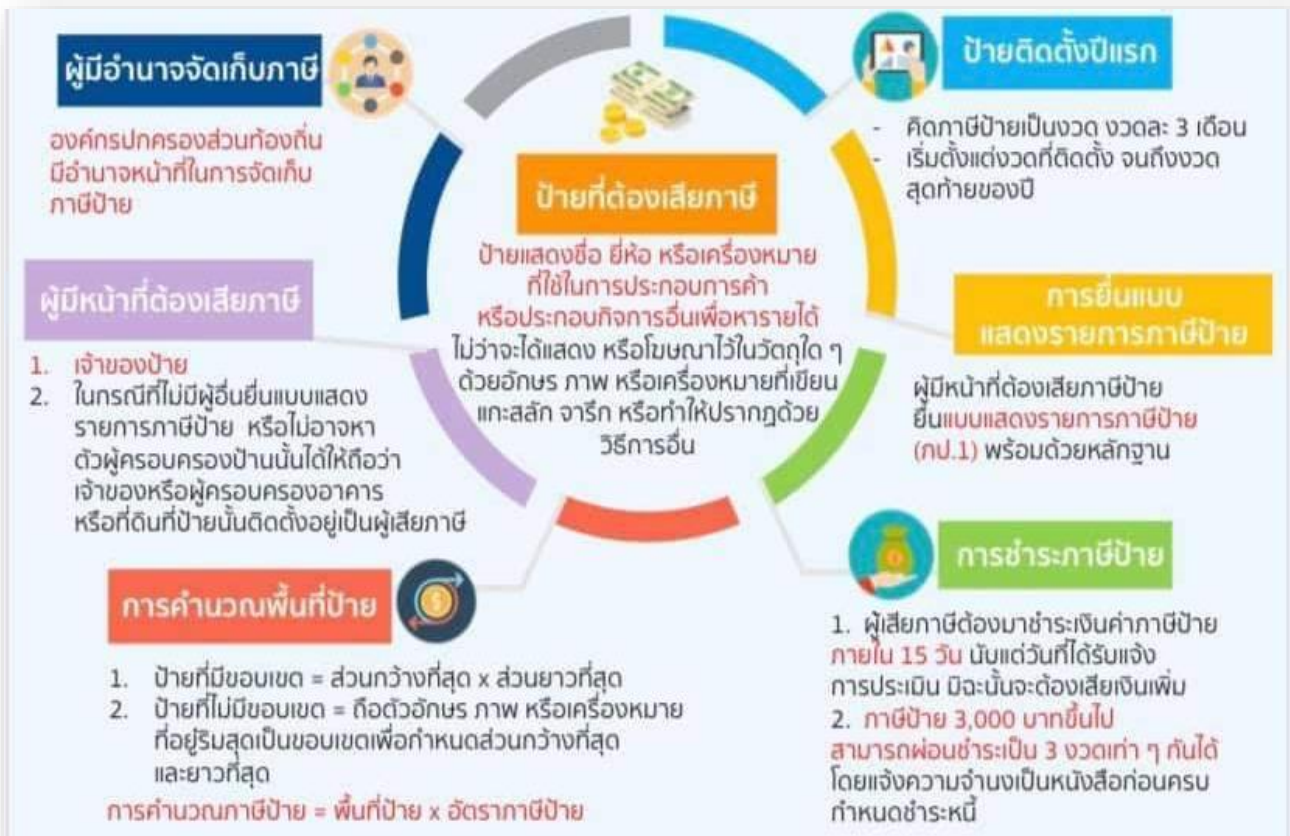 ผู้มีอำนาจจัดเก็บภาษี
องค์กรปกครองส่วนท้องถิ่น
มีอำนาจหน้าที่ในการจัดเก็บ
ภาษีป้าย
ป้ายติดตั้งปีแรก
- คิดภาษีป้ายเป็นงวด งวดละ 3 เดือน
- เริ่มตั้งแต่งวดที่ติดตั้ง จนถึงงวด
สุดท้ายของปี
ป้ายที่ต้องเสียภาษี
ป้ายแสดงชื่อ ยี่ห้อ หรือเครื่องหมาย
ที่ใช้ในการประกอบการค้า
หรือประกอบกิจการอื่นเพื่อหารายได้
ไม่ว่าจะได้แสดง หรือโฆษณาไว้ในวัตถุใด ๆ
ด้วยอักษร ภาพ หรือเครื่องหมายที่เขียน
แกะสลัก จารึก หรือทำให้ปรากฏด้วย
วิธีการอื่น
ผู้มีหน้าที่ต้องเสียภาษี
1. เจ้าของป้าย
2. ในกรณีที่ไม่มีผู้อื่นยื่นแบบแสดง
รายการภาษีป้าย หรือไม่อาจหา
ตัวผู้ครอบครองป้านนั้นได้ให้ถือว่า
เจ้าของหรือผู้ครอบครองอาคาร
หรือที่ดินที่ป้ายนั้นติดตั้งอยู่เป็นผู้เสียภาษี
การยื่นแบบ
แสดงรายการภาษีป้าย
ผู้มีหน้าที่ต้องเสียภาษีป้าย
ยื่นแบบแสดงรายการภาษีป้าย
(ภป.1) พร้อมด้วยหลักฐาน
การคำนวณพื้นที่ป้าย
1. ป้ายที่มีขอบเขต = ส่วนกว้างที่สุด x ส่วนยาวที่สุด
2. ป้ายที่ไม่มีขอบเขต = ถือตัวอักษร ภาพ หรือเครื่องหมาย
ที่อยู่ริมสุดเป็นขอบเขตเพื่อกำหนดส่วนกว้างที่สุด
และยาวที่สุด
การคำนวณภาษีป้าย = พื้นที่ป้าย x อัตราภาษีป้าย
การชำระภาษีป้าย
1. ผู้เสียภาษีต้องมาชำระเงินค่าภาษีป้าย
ภายใน 15 วัน นับแต่วันที่ได้รับแจ้ง
การประเมิน มิฉะนั้นจะต้องเสียเงินเพิ่ม
2. ภาษีป้าย 3,000 บาทขึ้นไป
สามารถผ่อนชำระเป็น 3 งวดเท่า ๆ กันได้
โดยแจ้งความจำนงเป็นหนังสือก่อนครบ
กำหนดชำระหนี้